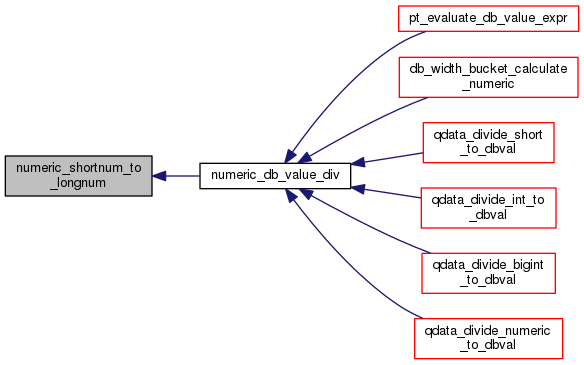 pt_evaluate_db_value_expr
db_width_bucket_calculate
_numeric
qdata_divide_short
_to_dbval
numeric_shortnum_to
_longnum
numeric_db_value_div
qdata_divide_int_to
_dbval
qdata_divide_bigint
_to_dbval
qdata_divide_numeric
_to_dbval